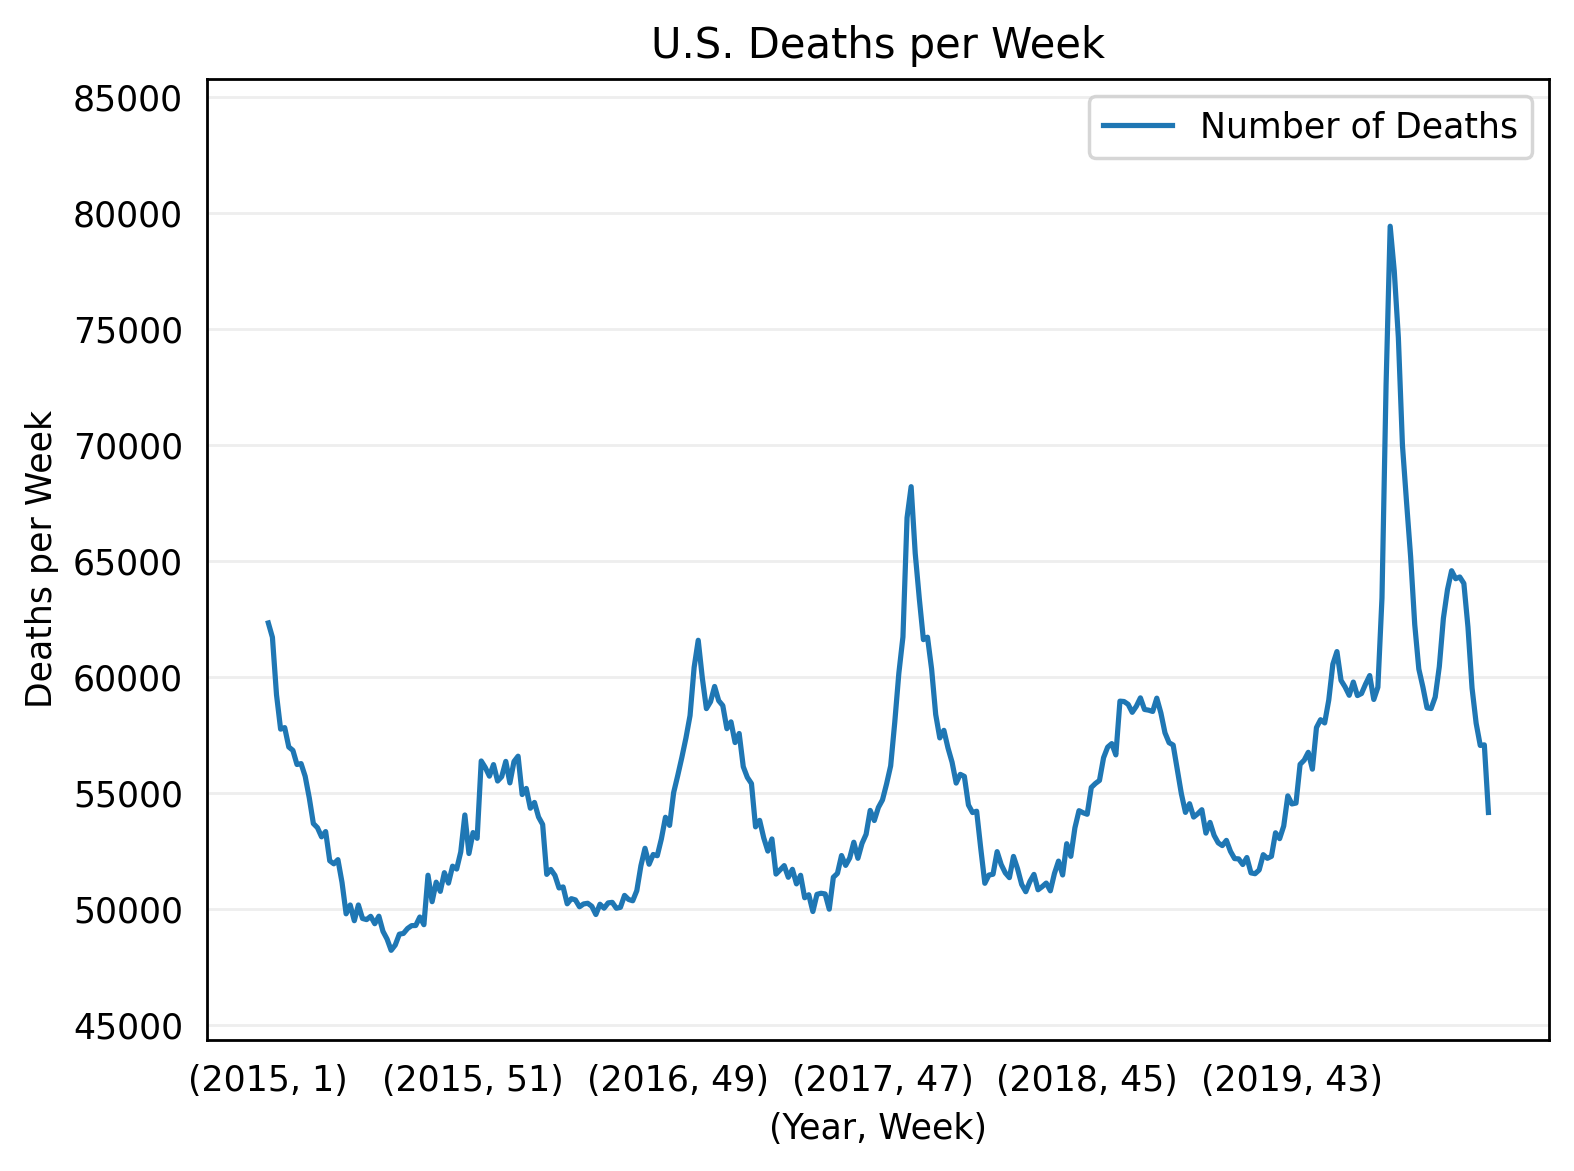 U.S. Deaths per Week
Number of Deaths
Deaths per Week
85000
80000
75000
70000
65000
60000
55000
50000
45000
(2015, 1) (2015, 51) (2016, 49) (2017, 47) (2018, 45) (2019, 43)
(Year, Week)